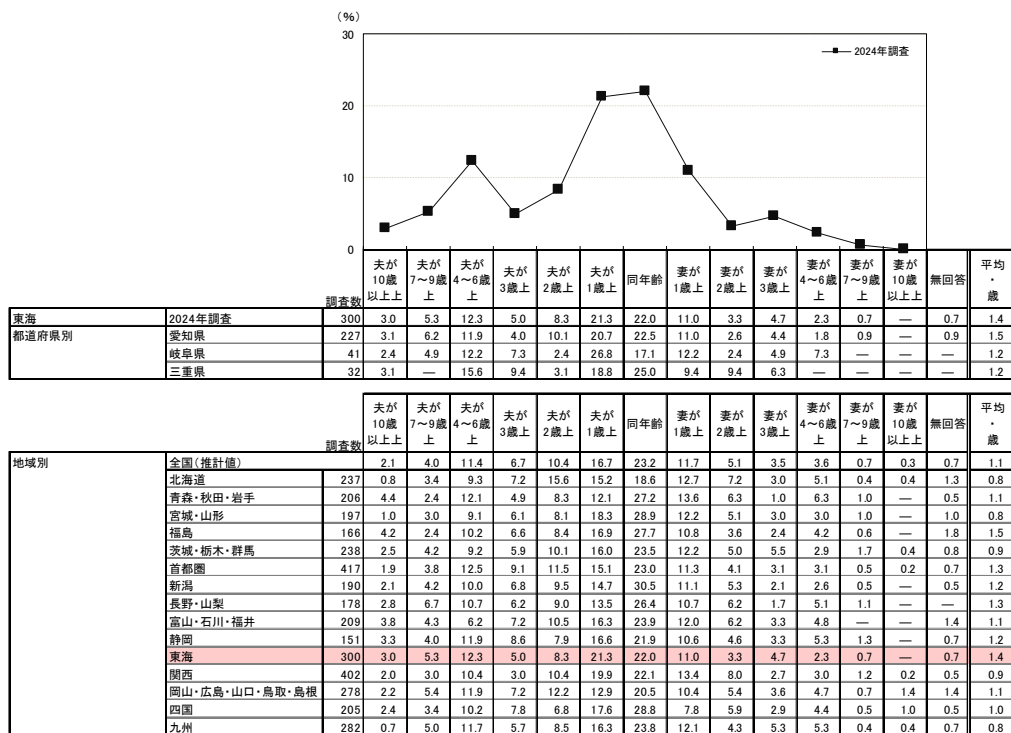 （%）
30
20
10
0
2024年調査
調査数 夫が10歳以上上 夫が7～9歳上 夫が4～6歳上 夫が3歳上 夫が2歳上 夫が1歳上 同年齢 妻が1歳上 妻が2歳上 妻が3歳上 妻が4～6歳上 妻が7～9歳上 妻が10歳以上上 無回答 平均・歳
東海 2024年調査 300 3.0 5.3 12.3 5.0 8.3 21.3 22.0 11.0 3.3 4.7 2.3 0.7 — 0.7 1.4
都道府県別 愛知県 227 3.1 6.2 11.9 4.0 10.1 20.7 22.5 11.0 2.6 4.4 1.8 0.9 — 0.9 1.5
岐阜県 41 2.4 4.9 12.2 7.3 2.4 26.8 17.1 12.2 2.4 4.9 7.3 — — — 1.2
三重県 32 3.1 — 15.6 9.4 3.1 18.8 25.0 9.4 9.4 6.3 — — — — 1.2
調査数 夫が10歳以上上 夫が7～9歳上 夫が4～6歳上 夫が3歳上 夫が2歳上 夫が1歳上 同年齢 妻が1歳上 妻が2歳上 妻が3歳上 妻が4～6歳上 妻が7～9歳上 妻が10歳以上上 無回答 平均・歳
地域別 全国（推計値） 2.1 4.0 11.4 6.7 10.4 16.7 23.2 11.7 5.1 3.5 3.6 0.7 0.3 0.7 1.1
北海道 237 0.8 3.4 9.3 7.2 15.6 15.2 18.6 12.7 7.2 3.0 5.1 0.4 0.4 1.3 0.8
青森・秋田・岩手 206 4.4 2.4 12.1 4.9 8.3 12.1 27.2 13.6 6.3 1.0 6.3 1.0 — 0.5 1.1
宮城・山形 197 1.0 3.0 9.1 6.1 8.1 18.3 28.9 12.2 5.1 3.0 3.0 1.0 — 1.0 0.8
福島 166 4.2 2.4 10.2 6.6 8.4 16.9 27.7 10.8 3.6 2.4 4.2 0.6 — 1.8 1.5
茨城・栃木・群馬 238 2.5 4.2 9.2 5.9 10.1 16.0 23.5 12.2 5.5 5.5 2.9 1.7 0.4 0.8 0.9
首都圏 417 1.9 3.8 12.5 9.1 11.5 15.1 23.0 11.3 4.1 3.1 3.1 0.5 0.2 0.7 1.3
新潟 190 2.1 4.2 10.0 6.8 9.5 14.7 30.5 11.1 5.3 2.1 2.6 0.5 — 0.5 1.2
長野・山梨 178 2.8 6.7 10.7 6.2 9.0 13.5 26.4 10.7 6.2 1.7 5.1 1.1 — — 1.3
富山・石川・福井 209 3.8 4.3 6.2 7.2 10.5 16.3 23.9 12.0 6.2 3.3 4.8 — — 1.4 1.1
静岡 151 3.3 4.0 11.9 8.6 7.9 16.6 21.9 10.6 4.6 3.3 5.3 1.3 — 0.7 1.2
東海 300 3.0 5.3 12.3 5.0 8.3 21.3 22.0 11.0 3.3 4.7 2.3 0.7 — 0.7 1.4
関西 402 2.0 3.0 10.4 3.0 10.4 19.9 22.1 13.4 8.0 2.7 3.0 1.2 0.2 0.5 0.9
岡山・広島・山口・鳥取・島根 278 2.2 5.4 11.9 7.2 12.2 12.9 20.5 10.4 5.4 3.6 4.7 0.7 1.4 1.4 1.1
四国 205 2.4 3.4 10.2 7.8 6.8 17.6 28.8 7.8 5.9 2.9 4.4 0.5 1.0 0.5 1.0
九州 282 0.7 5.0 11.7 5.7 8.5 16.3 23.8 12.1 4.3 5.3 5.3 0.4 0.4 0.7 0.8